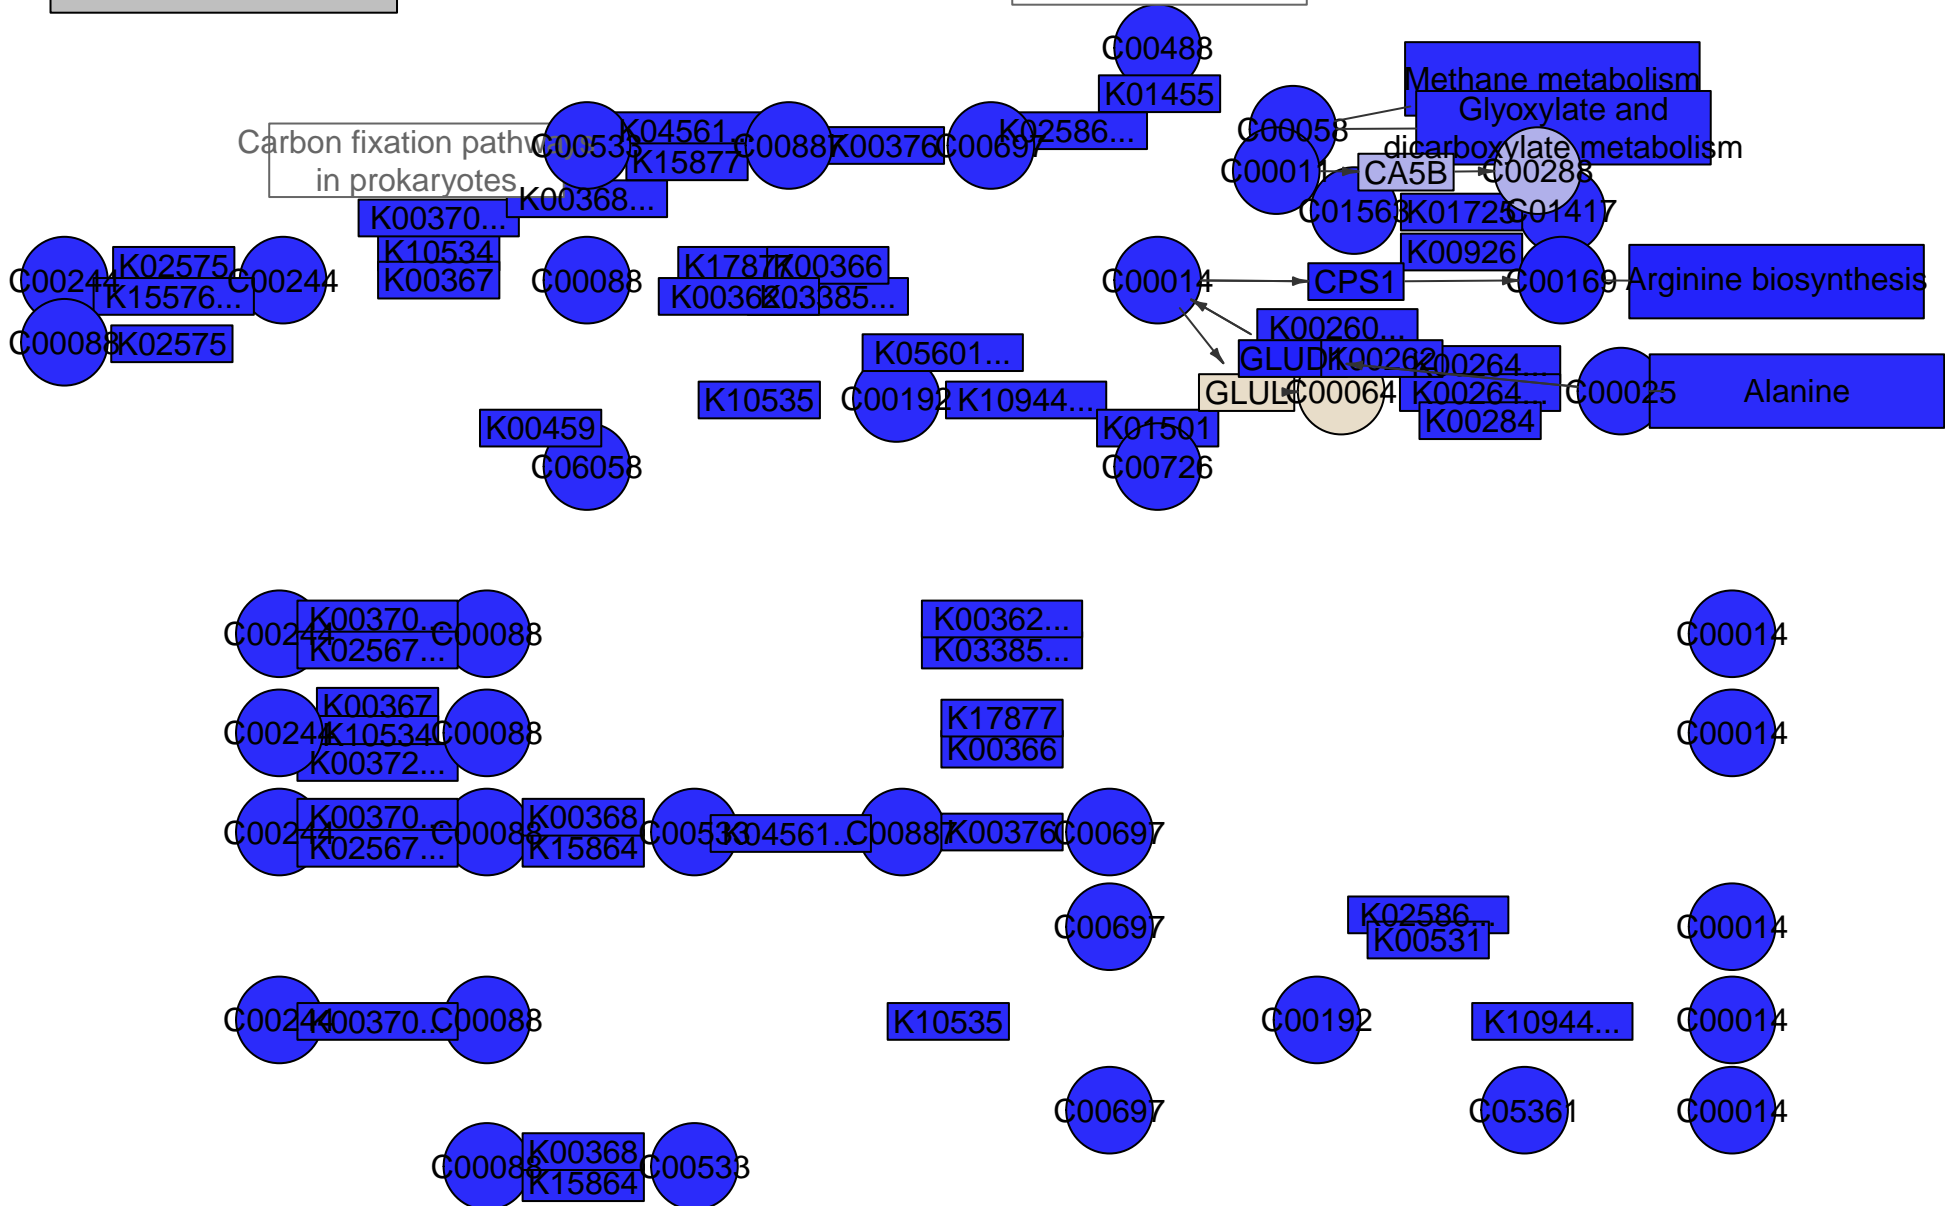 C00488
K01455
Methane metabolism
Glyoxylate and
dicarboxylate metabolism
C00058
Carbon fixation pathways
in prokaryotes
C00533
K04561...
K15877
C00887
K00376
C00697
K02586...
C00011
CA5B
C00288
K00368...
K00370...
C01563
K01725
C01417
K10534
K00367
K00926
C00244
K02575
K15576...
C00244
C00088
K17877
K00366
K00362...
K03385...
C00014
CPS1
C00169
Arginine biosynthesis
C00088
K02575
K05601...
K00260...
GLUD1
K00262
K00264...
K00264...
K00284
K10535
C00192
K10944...
GLUL
C00064
C00025
Alanine
K00459
K01501
C06058
C00726
C00244
K00370...
K02567...
C00088
K00362...
K03385...
C00014
C00244
K00367
K10534
K00372...
C00088
K17877
K00366
C00014
C00244
K00370...
K02567...
C00088
K00368
K15864
C00533
K04561...
C00887
K00376
C00697
C00697
K02586...
K00531
C00014
C00244
K00370...
C00088
K10535
C00192
K10944...
C00014
C00697
C05361
C00014
C00088
K00368
K15864
C00533